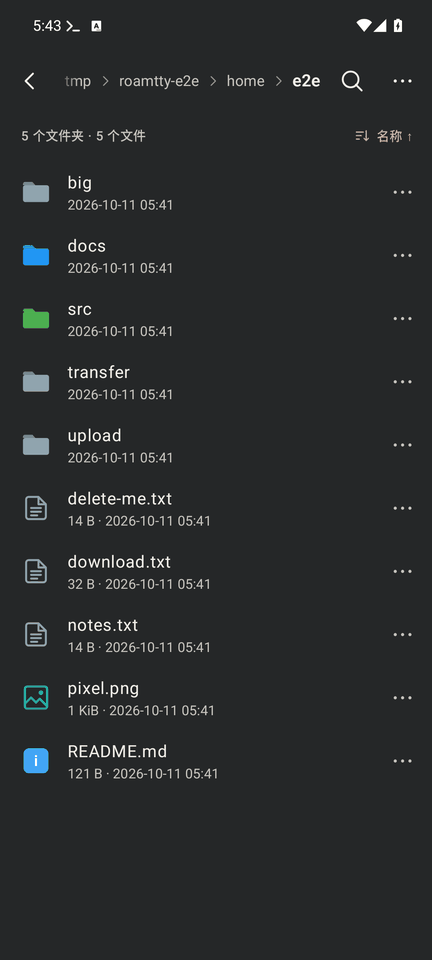 5:43
tmp > roamtty-e2e > home > e2e
5 个文件夹 · 5 个文件
名称 ↑
big
2026-10-11 05:41
docs
2026-10-11 05:41
src
2026-10-11 05:41
transfer
2026-10-11 05:41
upload
2026-10-11 05:41
delete-me.txt
14 B · 2026-10-11 05:41
download.txt
32 B · 2026-10-11 05:41
notes.txt
14 B · 2026-10-11 05:41
pixel.png
1 KiB · 2026-10-11 05:41
README.md
121 B · 2026-10-11 05:41